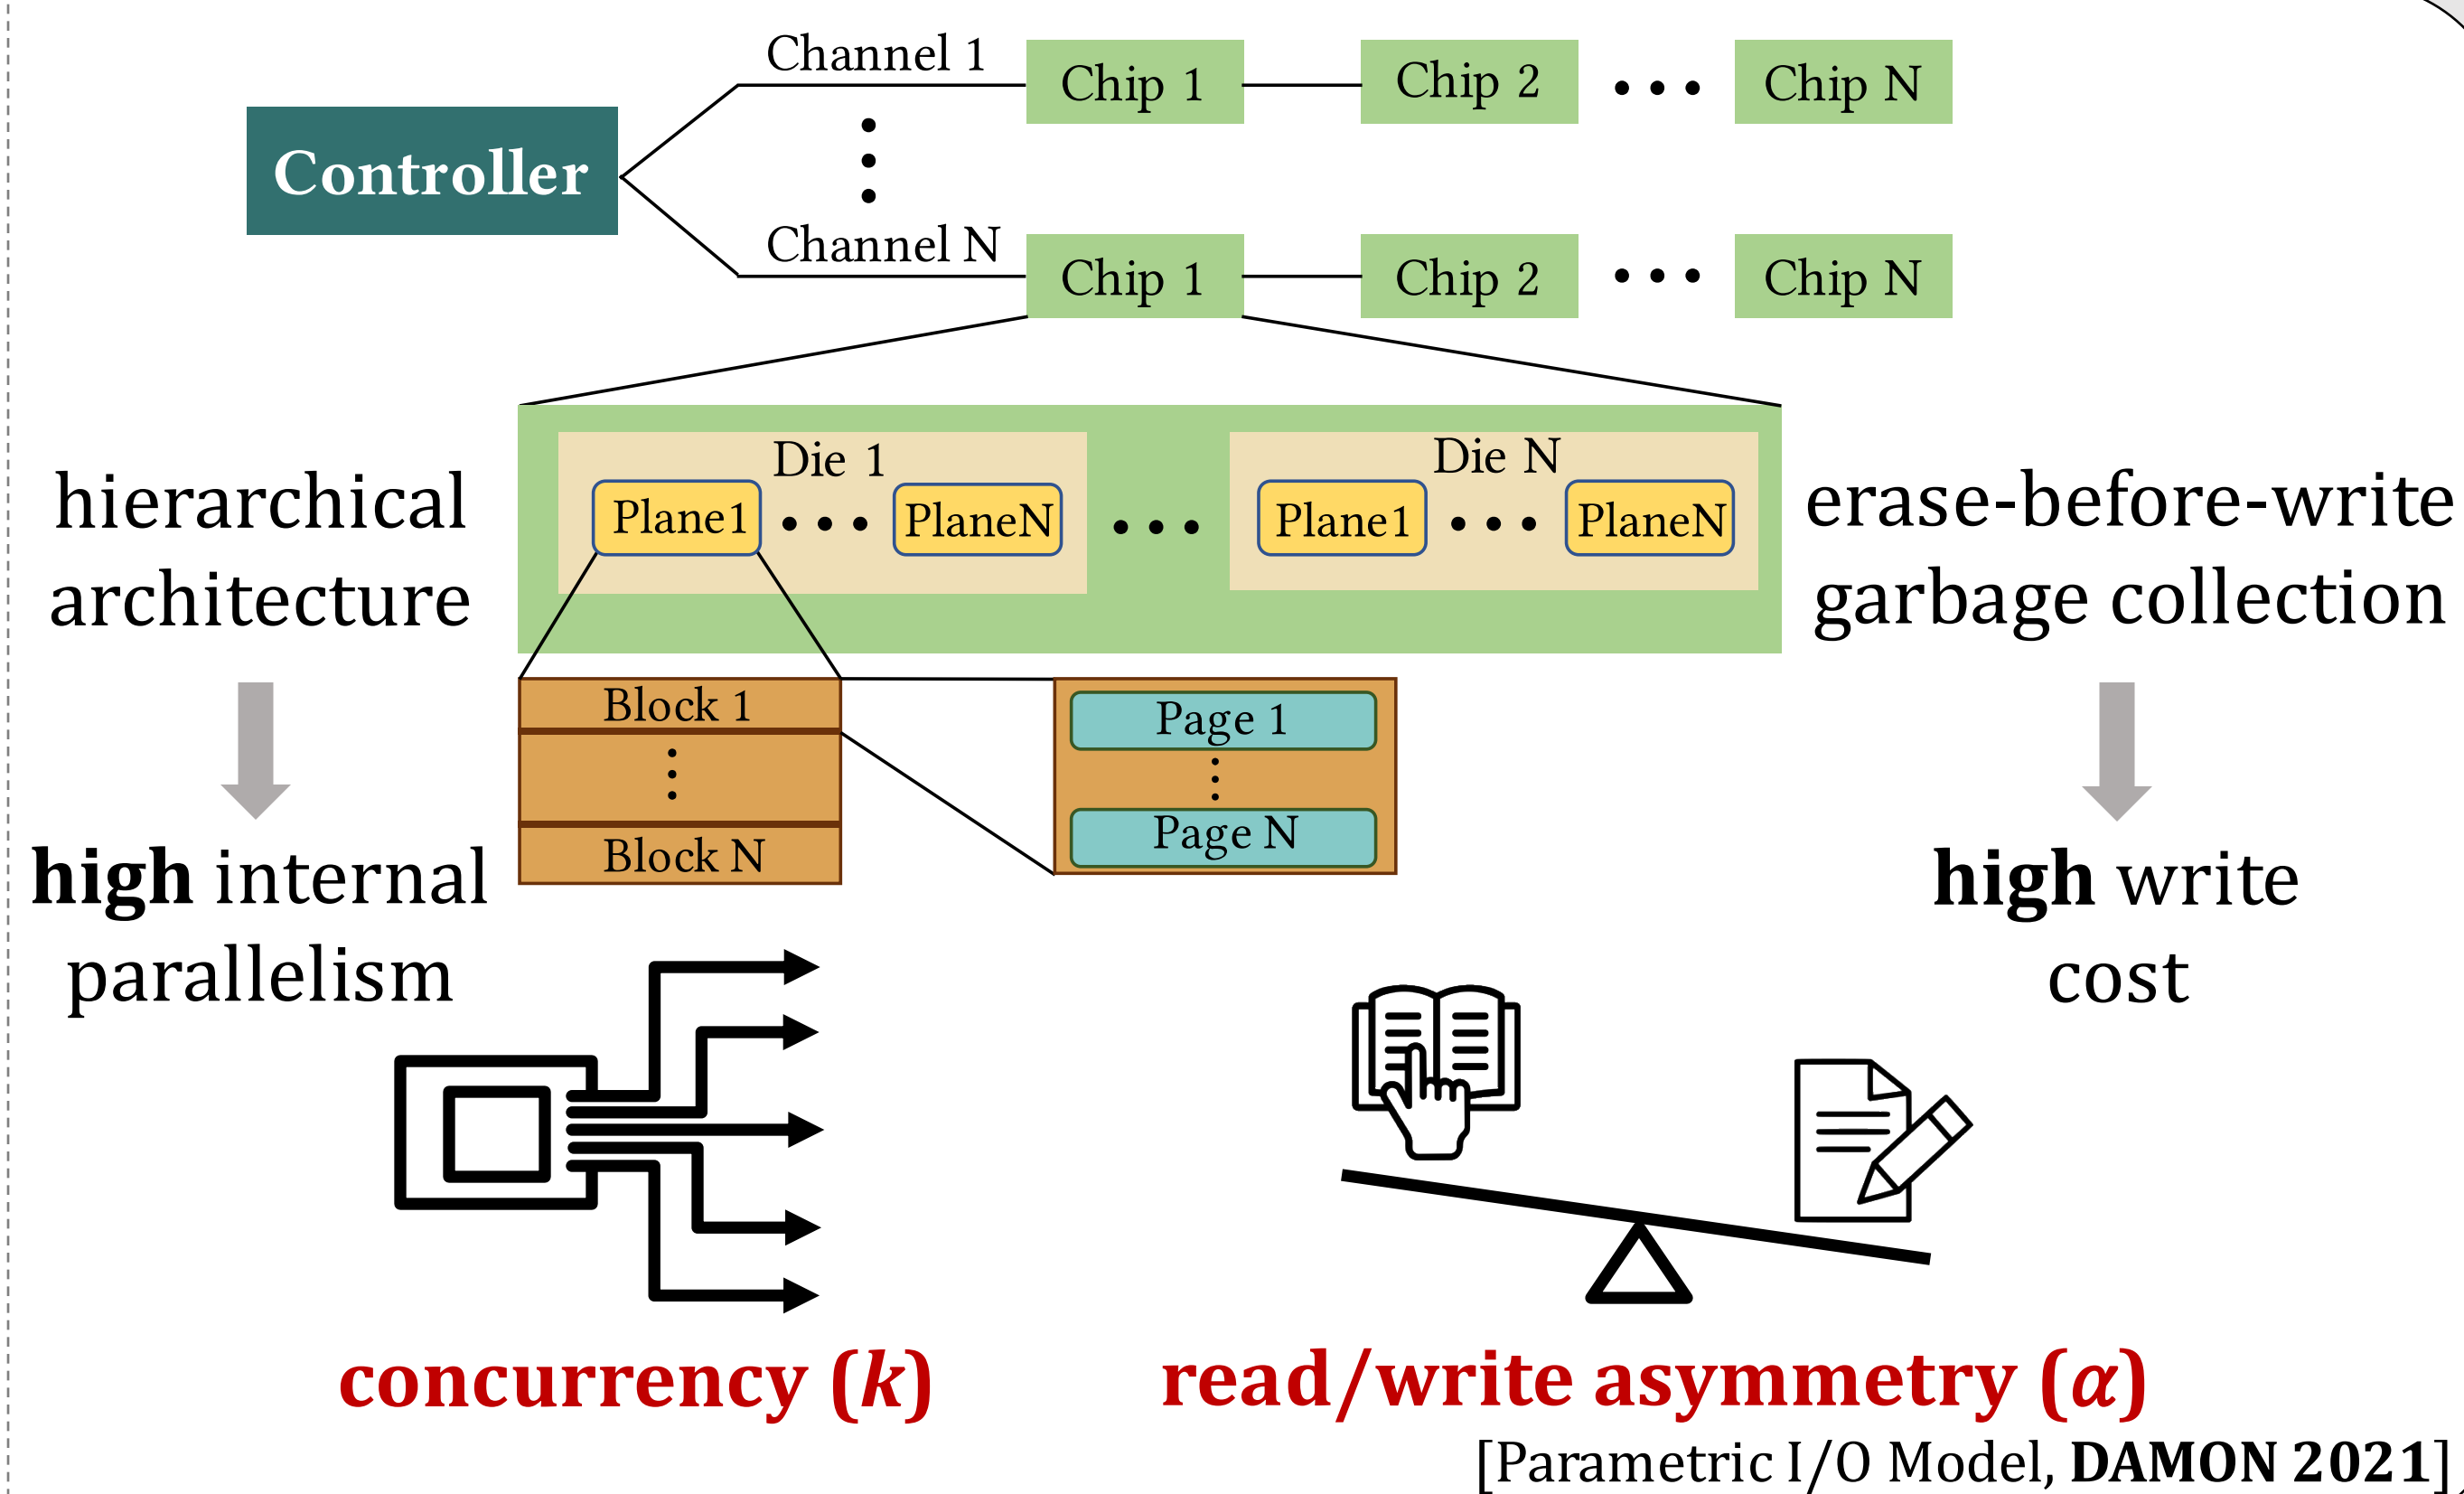 Channel 1
Chip 1
Chip 2
Chip N
Controller
Channel N
Chip 1
Chip 2
Chip N
Die 1
Die N
Plane1
PlaneN
Plane1
PlaneN
hierarchical
architecture
erase-before-write
garbage collection
Block 1
Block N
Page 1
Page N
high internal
parallelism
high write
cost
concurrency (k)
read/write asymmetry (α)
[Parametric I/O Model, DAMON 2021]